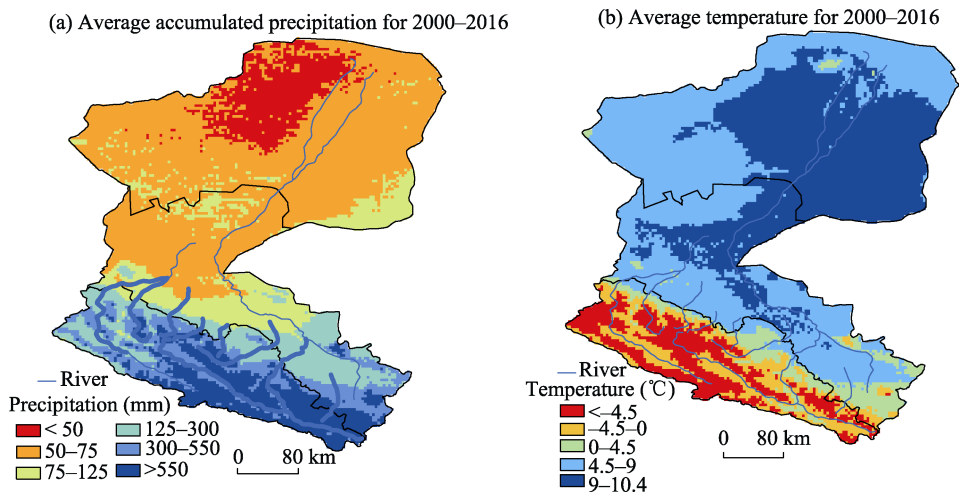 (a) Average accumulated precipitation for 2000–2016
River
Precipitation (mm)
< 50
50–75
75–125
125–300
300–550
>550
0 80 km
(b) Average temperature for 2000–2016
River
Temperature (℃)
<–4.5
–4.5–0
0–4.5
4.5–9
9–10.4
0 80 km